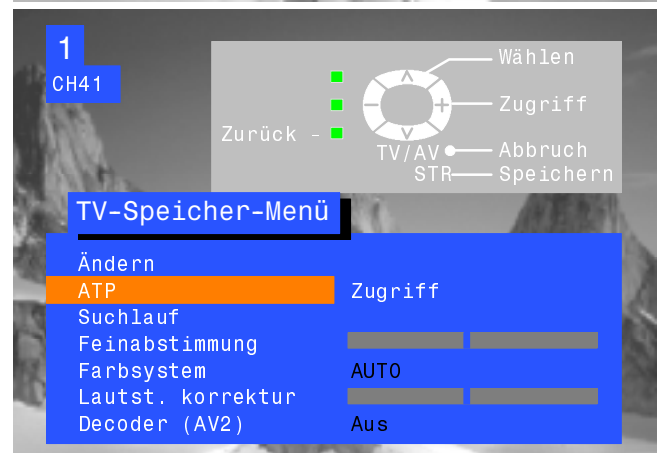 1
CH41
Wählen
Zugriff
Zurück -
TV/AV Abbruch
STR Speichern
TV-Speicher-Menü
Ändern
ATP Zugriff
Suchlauf
Feinabstimmung
Farbsystem AUTO
Lautst. korrektur
Decoder (AV2) Aus